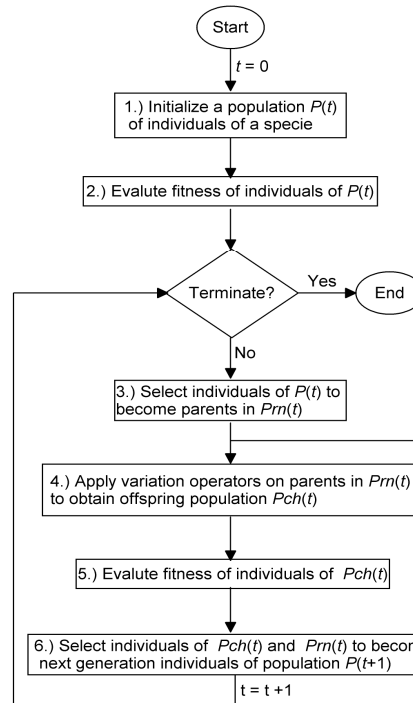 Start
t = 0
1.) Initialize a population P(t)
of individuals of a specie
2.) Evalute fitness of individuals of P(t)
Terminate?
Yes
End
No
3.) Select individuals of P(t) to
become parents in Prn(t)
4.) Apply variation operators on parents in Prn(t)
to obtain offspring population Pch(t)
5.) Evalute fitness of individuals of Pch(t)
6.) Select individuals of Pch(t) and Prn(t) to
next generation individuals of population P(t+1)
t = t +1